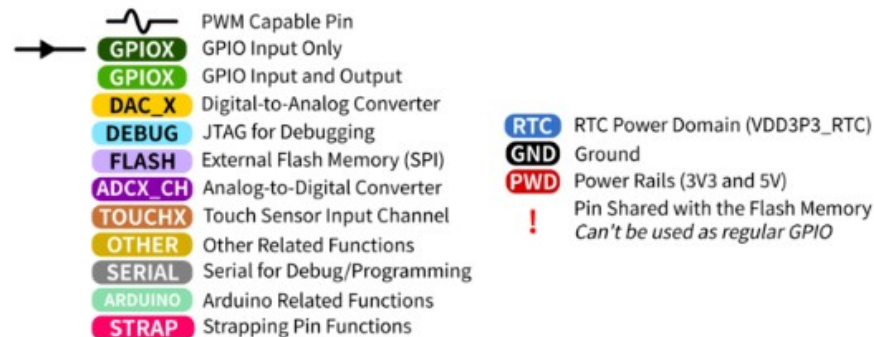 PWM Capable Pin
GPIOX GPIO Input Only
GPIOX GPIO Input and Output
DAC_X Digital-to-Analog Converter
DEBUG JTAG for Debugging
FLASH External Flash Memory (SPI)
ADCX_CH Analog-to-Digital Converter
TOUCHX Touch Sensor Input Channel
OTHER Other Related Functions
SERIAL Serial for Debug/Programming
ARDUINO Arduino Related Functions
STRAP Strapping Pin Functions
RTC RTC Power Domain (VDD3P3_RTC)
GND Ground
PWD Power Rails (3V3 and 5V)
! Pin Shared with the Flash Memory
Can't be used as regular GPIO